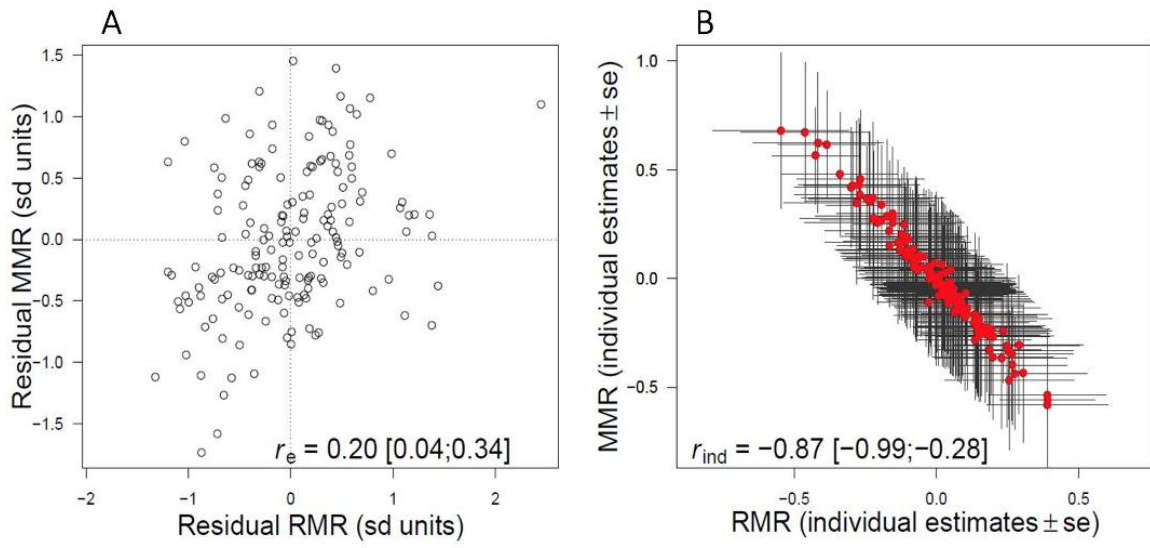 A
B
Residual MMR (sd units)
1.5
1.0
0.5
0.0
−0.5
−1.0
−1.5
r_e = 0.20 [0.04;0.34]
−2
−1
0
1
2
Residual RMR (sd units)
MMR (individual estimates ± se)
1.0
0.5
0.0
−0.5
r_ind = −0.87 [−0.99;−0.28]
−0.5
0.0
0.5
RMR (individual estimates ± se)